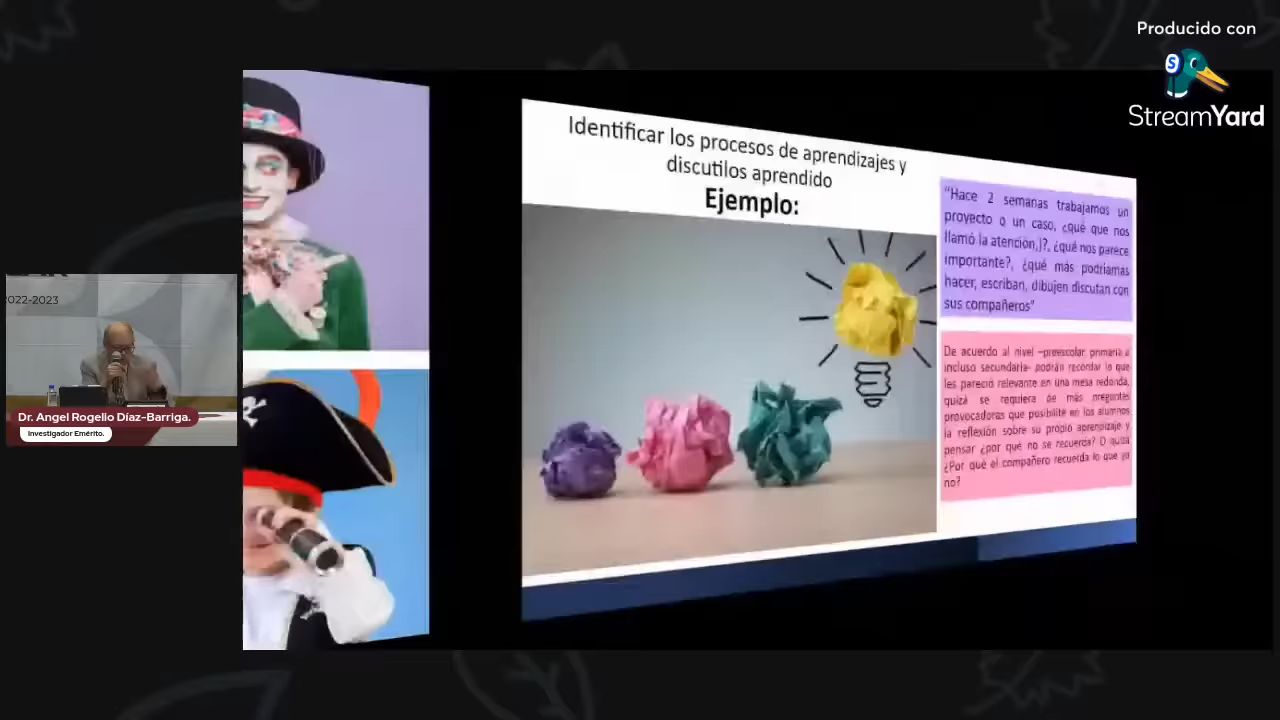 Producido con
StreamYard
Identificar los procesos de aprendizajes y
discutilos aprendido
Ejemplo:
"Hace 2 semanas trabajamos un
proyecto o un caso, ¿qué que nos
llamó la atención,)?, ¿qué nos parece
importante?, ¿qué más podríamas
hacer, escriban, dibujen discutan con
sus compañeros"
De acuerdo al nivel –preescolar, primaria e
incluso secundaria- podrán recordar lo que
les pareció relevante en una mesa redonda,
quizá se requiera de más preguntas
provocadoras que posibilite en los alumnos
la reflexión sobre su propio aprendizaje y
pensar ¿por qué no se recuerda? O quizá
¿Por qué el compañero recuerda lo que yo
no?
2022-2023
Dr. Angel Rogelio Díaz-Barriga.
Investigador Emérito.